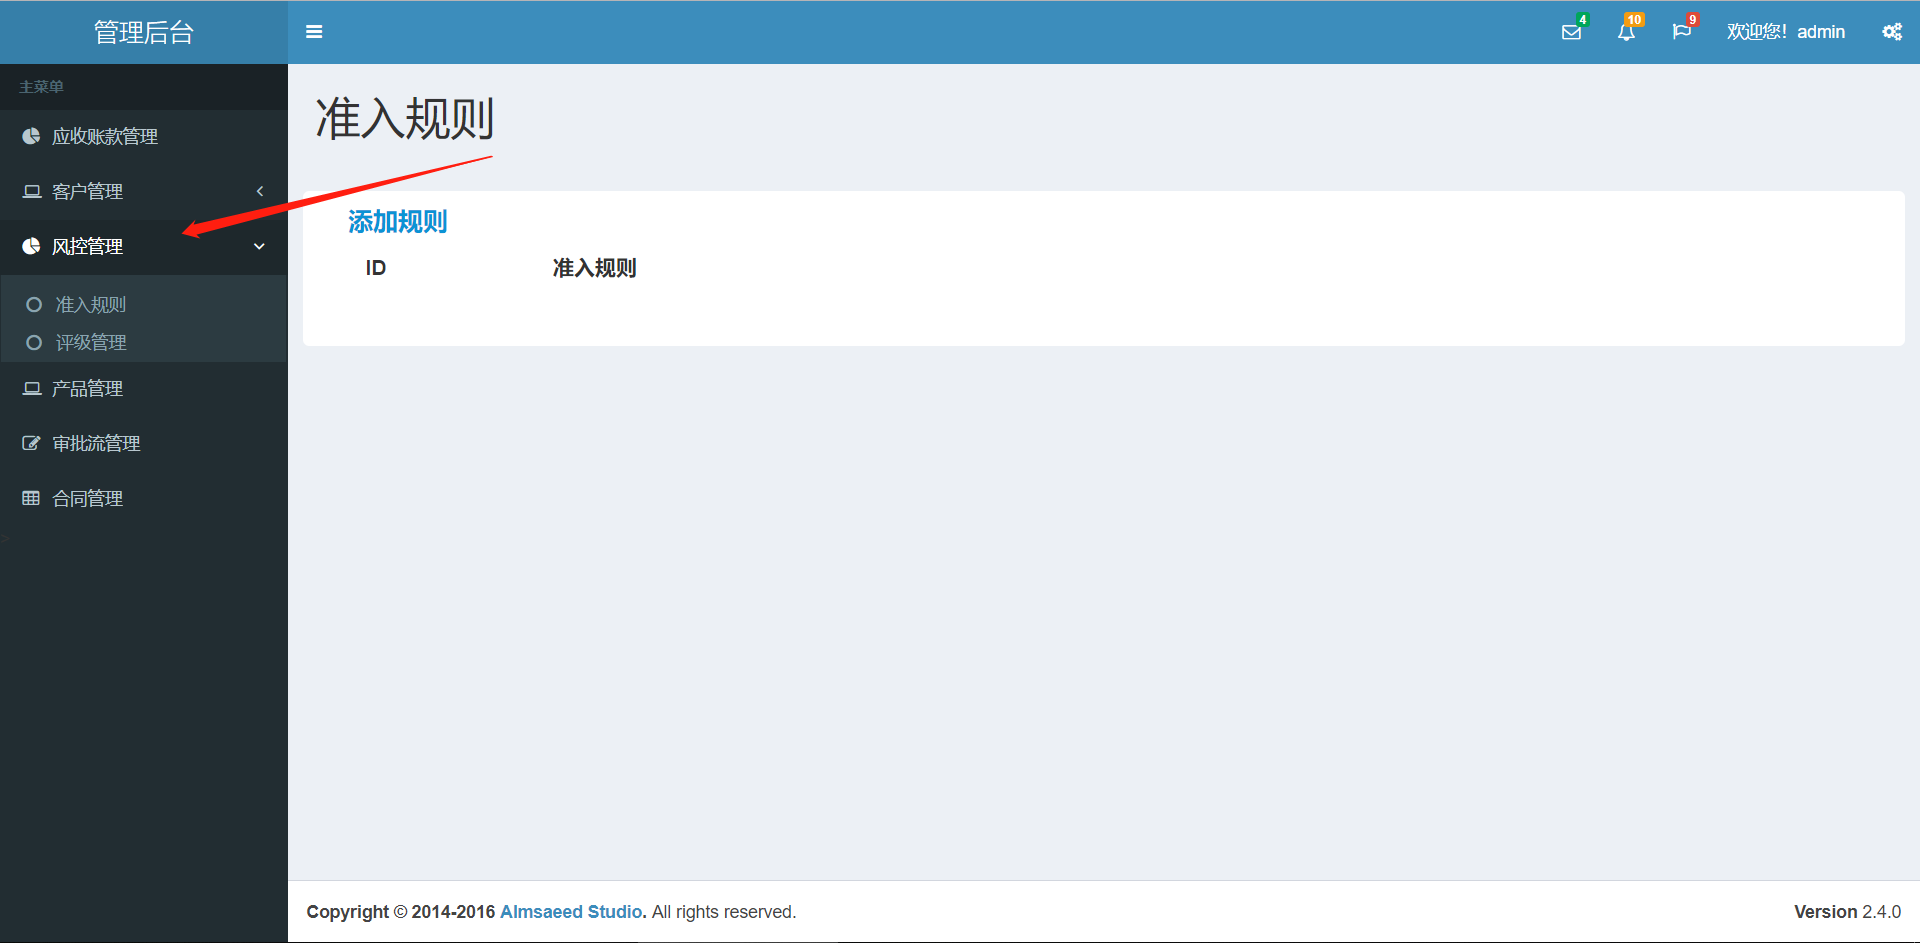 管理后台
4
10
9
欢迎您！admin
主菜单
应收账款管理
客户管理
风控管理
准入规则
评级管理
产品管理
审批流管理
合同管理
>
准入规则
添加规则
ID 准入规则
Copyright © 2014-2016 Almsaeed Studio. All rights reserved.
Version 2.4.0